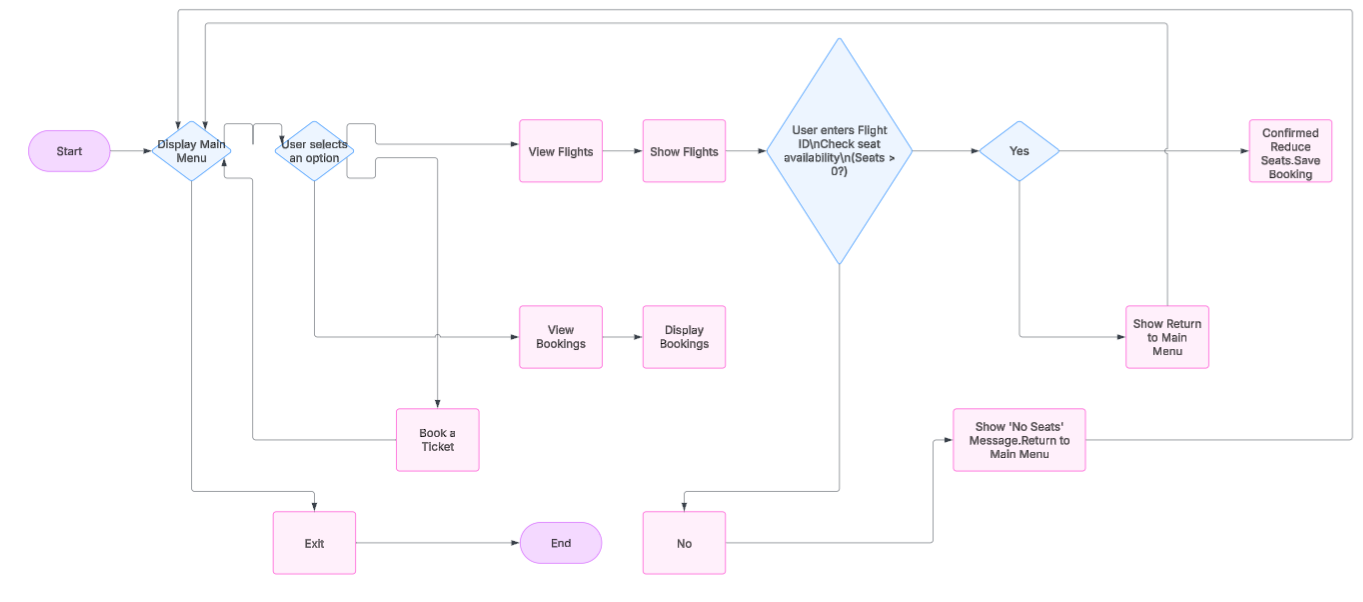 Start
Display Main
Menu
User selects
an option
View Flights
Show Flights
User enters Flight
ID\nCheck seat
availability\n(Seats >
0?)
Yes
Confirmed
Reduce
Seats.Save
Booking
View
Bookings
Display
Bookings
Show Return
to Main
Menu
Book a
Ticket
Show 'No Seats'
Message.Return to
Main Menu
Exit
End
No